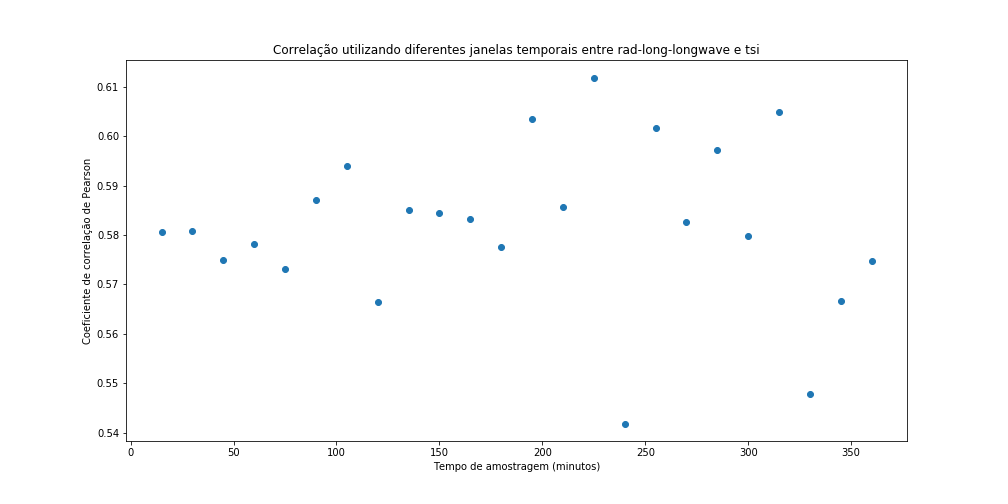 Correlação utilizando diferentes janelas temporais entre rad-long-longwave e tsi
Coeficiente de correlação de Pearson
0.61
0.60
0.59
0.58
0.57
0.56
0.55
0.54
0 50 100 150 200 250 300 350
Tempo de amostragem (minutos)